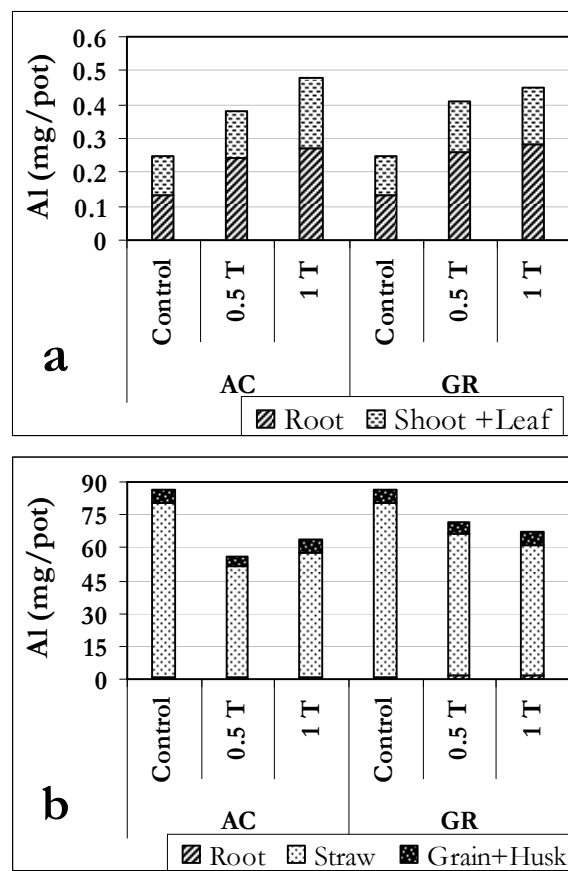 0.6
0.5
0.4
0.3
0.2
0.1
0
Al (mg/pot)
Control 0.5 T 1 T Control 0.5 T 1 T
AC GR
a
Root Shoot +Leaf
90
75
60
45
30
15
0
Al (mg/pot)
Control 0.5 T 1 T Control 0.5 T 1 T
AC GR
b
Root Straw Grain+Husk